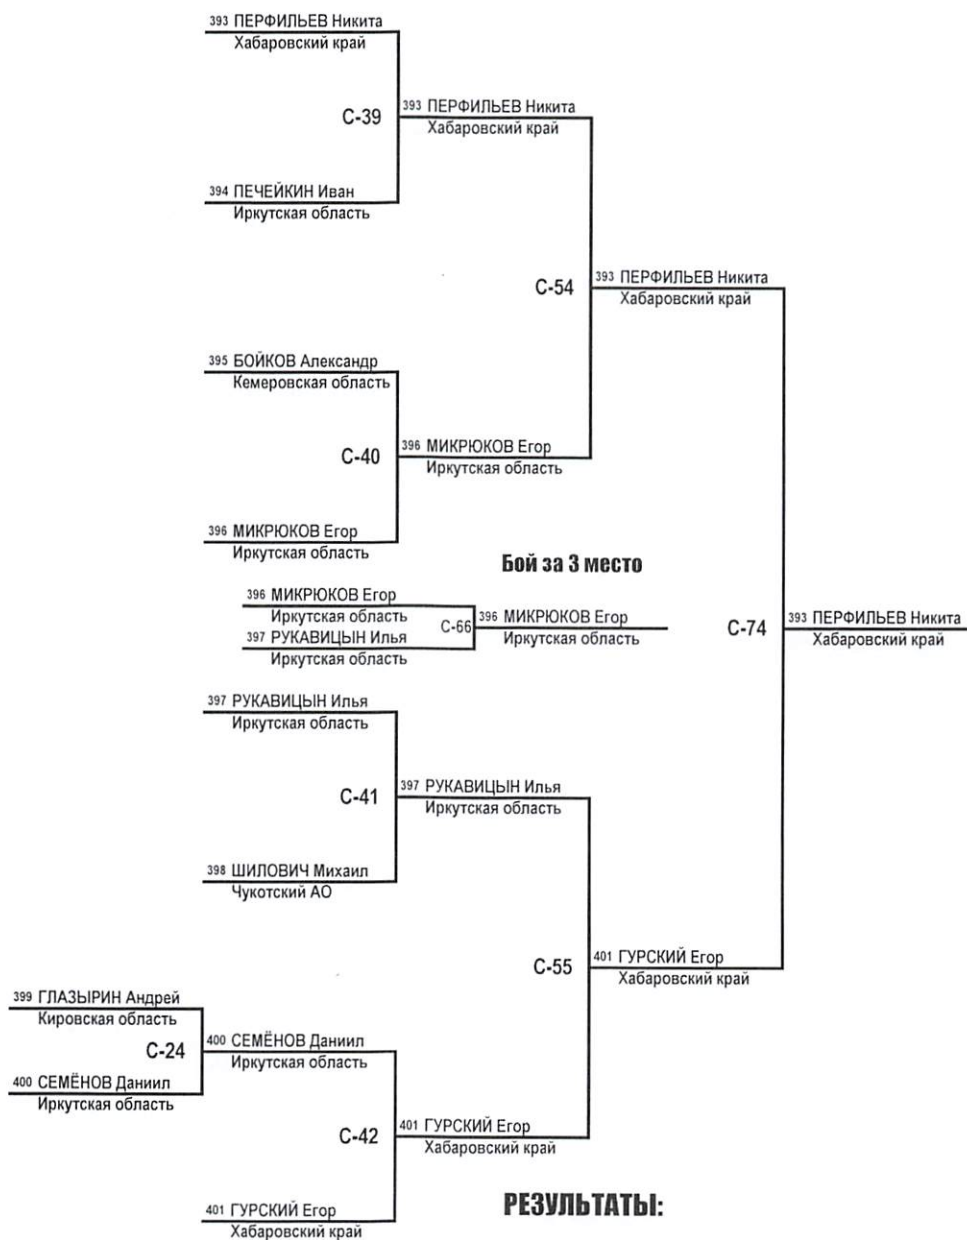 393 ПЕРФИЛЬЕВ Никита
Хабаровский край
С-39
393 ПЕРФИЛЬЕВ Никита
Хабаровский край
394 ПЕЧЕЙКИН Иван
Иркутская область
С-54
393 ПЕРФИЛЬЕВ Никита
Хабаровский край
395 БОЙКОВ Александр
Кемеровская область
С-40
396 МИКРЮКОВ Егор
Иркутская область
396 МИКРЮКОВ Егор
Иркутская область
Бой за 3 место
396 МИКРЮКОВ Егор
Иркутская область
С-66
396 МИКРЮКОВ Егор
Иркутская область
397 РУКАВИЦЫН Илья
Иркутская область
С-74
393 ПЕРФИЛЬЕВ Никита
Хабаровский край
397 РУКАВИЦЫН Илья
Иркутская область
С-41
397 РУКАВИЦЫН Илья
Иркутская область
398 ШИЛОВИЧ Михаил
Чукотский АО
С-55
401 ГУРСКИЙ Егор
Хабаровский край
399 ГЛАЗЫРИН Андрей
Кировская область
С-24
400 СЕМЁНОВ Даниил
Иркутская область
400 СЕМЁНОВ Даниил
Иркутская область
С-42
401 ГУРСКИЙ Егор
Хабаровский край
401 ГУРСКИЙ Егор
Хабаровский край
РЕЗУЛЬТАТЫ: